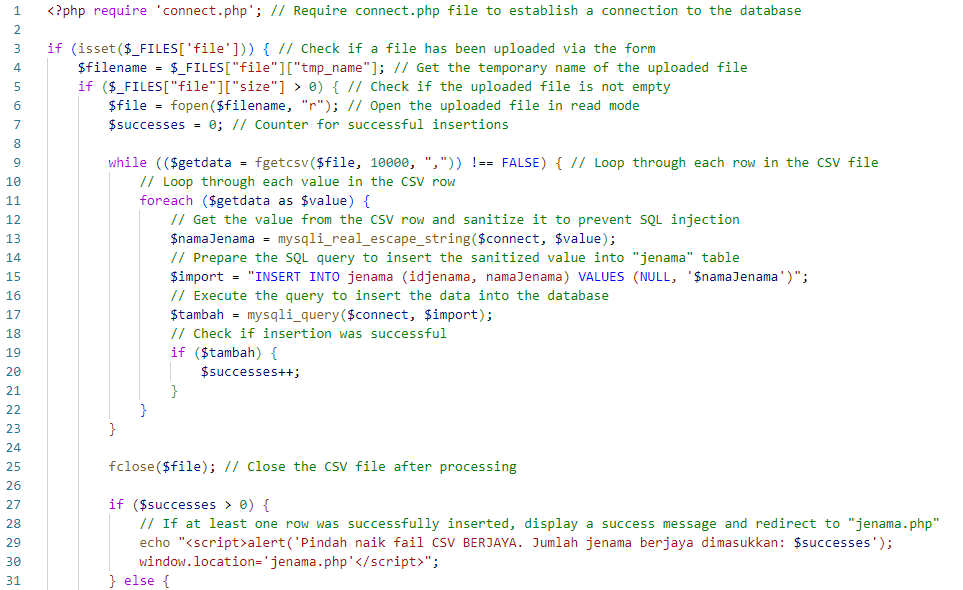 1 <?php require 'connect.php'; // Require connect.php file to establish a connection to the database
2
3 if (isset($_FILES['file'])) { // Check if a file has been uploaded via the form
4     $filename = $_FILES["file"]["tmp_name"]; // Get the temporary name of the uploaded file
5     if ($_FILES["file"]["size"] > 0) { // Check if the uploaded file is not empty
6         $file = fopen($filename, "r"); // Open the uploaded file in read mode
7         $successes = 0; // Counter for successful insertions
8
9         while (($getdata = fgetcsv($file, 10000, ",")) !== FALSE) { // Loop through each row in the CSV file
10             // Loop through each value in the CSV row
11             foreach ($getdata as $value) {
12                 // Get the value from the CSV row and sanitize it to prevent SQL injection
13                 $namaJenama = mysqli_real_escape_string($connect, $value);
14                 // Prepare the SQL query to insert the sanitized value into "jenama" table
15                 $import = "INSERT INTO jenama (idjenama, namaJenama) VALUES (NULL, '$namaJenama')";
16                 // Execute the query to insert the data into the database
17                 $tambah = mysqli_query($connect, $import);
18                 // Check if insertion was successful
19                 if ($tambah) {
20                     $successes++;
21                 }
22             }
23         }
24
25         fclose($file); // Close the CSV file after processing
26
27         if ($successes > 0) {
28             // If at least one row was successfully inserted, display a success message and redirect to "jenama.php"
29             echo "<script>alert('Pindah naik fail CSV BERJAYA. Jumlah jenama berjaya dimasukkan: $successes');
30             window.location='jenama.php'</script>";
31         } else {